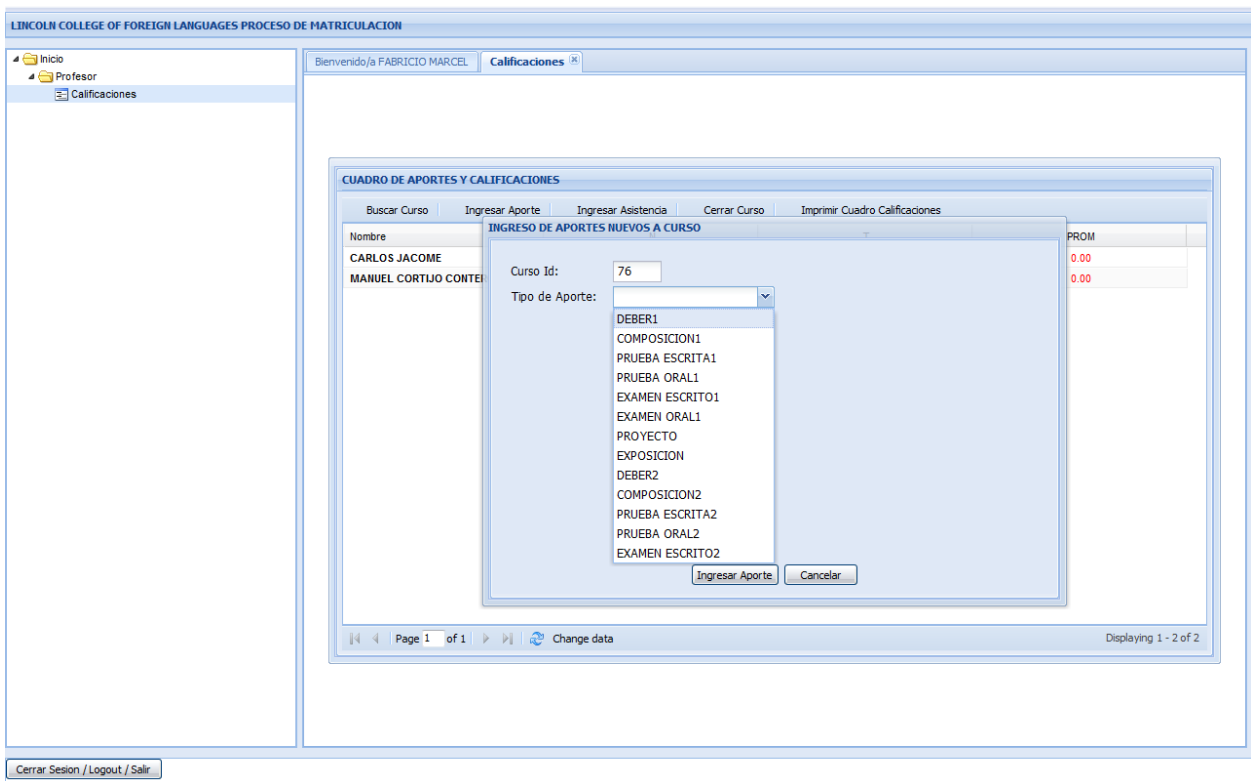 LINCOLN COLLEGE OF FOREIGN LANGUAGES PROCESO DE MATRICULACION
Inicio
Profesor
Calificaciones
Bienvenido/a FABRICIO MARCEL
Calificaciones
CUADRO DE APORTES Y CALIFICACIONES
Buscar Curso Ingresar Aporte Ingresar Asistencia Cerrar Curso Imprimir Cuadro Calificaciones
Nombre PROM
CARLOS JACOME 0.00
MANUEL CORTIJO 0.00
INGRESO DE APORTES NUEVOS A CURSO
Curso Id: 76
Tipo de Aporte:
DEBER1
COMPOSICION1
PRUEBA ESCRITA1
PRUEBA ORAL1
EXAMEN ESCRITO1
EXAMEN ORAL1
PROYECTO
EXPOSICION
DEBER2
COMPOSICION2
PRUEBA ESCRITA2
PRUEBA ORAL2
EXAMEN ESCRITO2
Ingresar Aporte Cancelar
Page 1 of 1 Change data Displaying 1 - 2 of 2
Cerrar Sesion / Logout / Salir